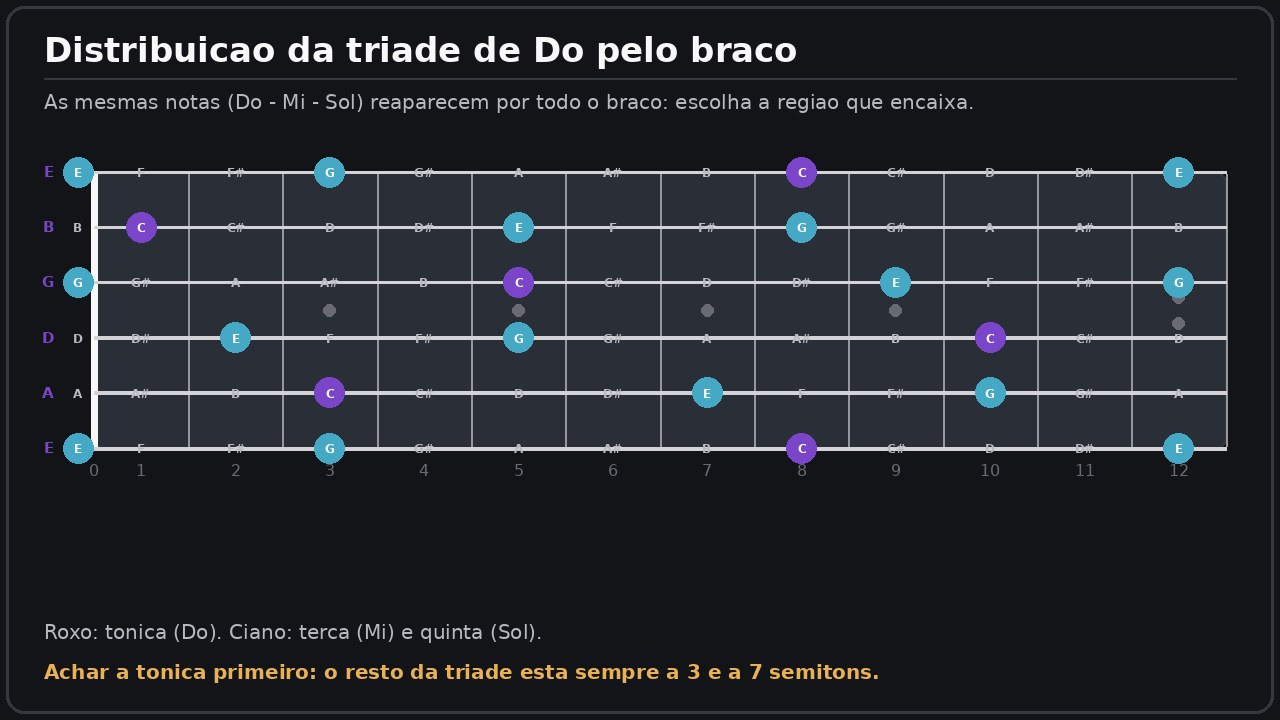 Distribuicao da triade de Do pelo braco
As mesmas notas (Do - Mi - Sol) reaparecem por todo o braco: escolha a regiao que encaixa.
E E F F# G G# A A# B C C# D D# E
B B C C# D D# E F F# G G# A A# B
G G G# A A# B C C# D D# E F F# G
D D D# E F F# G G# A A# B C C# D
A A A# B C C# D D# E F F# G G# A
E E F F# G G# A A# B C C# D D# E
0 1 2 3 4 5 6 7 8 9 10 11 12
Roxo: tonica (Do). Ciano: terca (Mi) e quinta (Sol).
Achar a tonica primeiro: o resto da triade esta sempre a 3 e a 7 semitons.